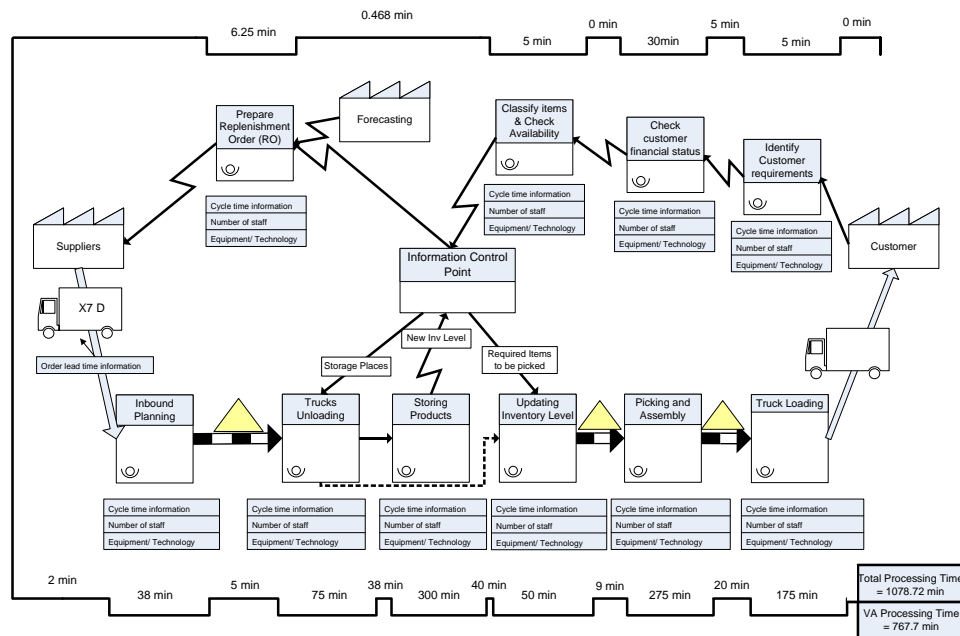 0.468 min
6.25 min
0 min
5 min
0 min
5 min
30min
5 min
Prepare
Replenishment
Order (RO)
Forecasting
Classify items
& Check
Availability
Check
customer
financial status
Identify
Customer
requirements
Cycle time information
Number of staff
Equipment/ Technology
Cycle time information
Number of staff
Equipment/ Technology
Cycle time information
Number of staff
Equipment/ Technology
Cycle time information
Number of staff
Equipment/ Technology
Suppliers
Customer
Information Control
Point
X7 D
Order lead time information
New Inv Level
Storage Places
Required Items
to be picked
Inbound
Planning
Trucks
Unloading
Storing
Products
Updating
Inventory Level
Picking and
Assembly
Truck Loading
Cycle time information
Number of staff
Equipment/ Technology
Cycle time information
Number of staff
Equipment/ Technology
Cycle time information
Number of staff
Equipment/ Technology
Cycle time information
Number of staff
Equipment/ Technology
Cycle time information
Number of staff
Equipment/ Technology
Cycle time information
Number of staff
Equipment/ Technology
2 min
38 min
5 min
75 min
38 min
300 min
40 min
50 min
9 min
275 min
20 min
175 min
Total Processing Time
= 1078.72 min
VA Processing Time
= 767.7 min